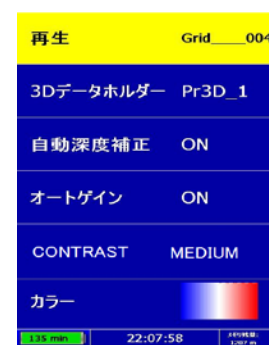 再生 Grid____004
3Dデータホルダー Pr3D_1
自動深度補正 ON
オートゲイン ON
CONTRAST MEDIUM
カラー
135 min 22:07:58 1207 m